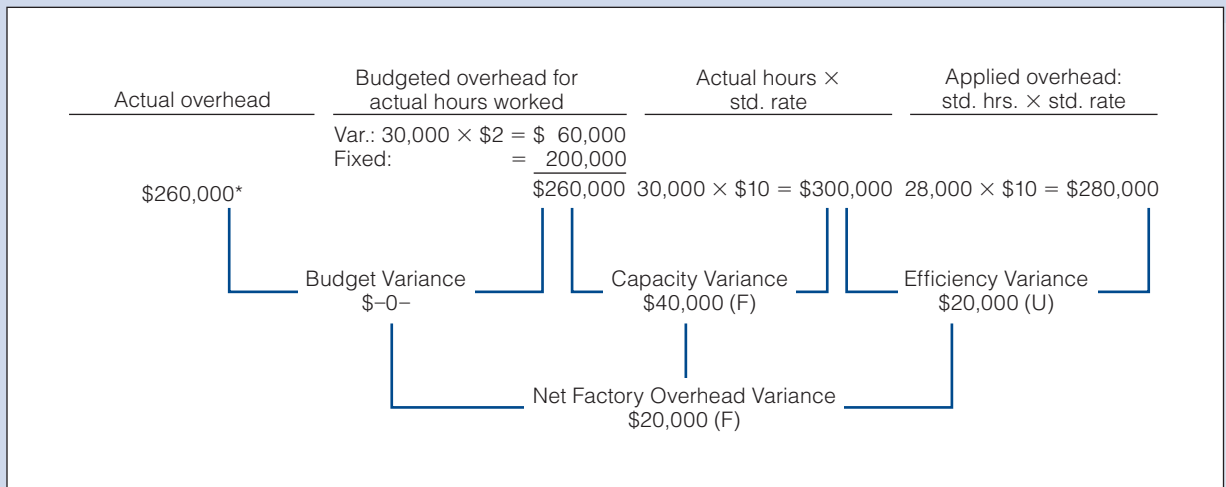 Actual overhead
Budgeted overhead for
actual hours worked
Actual hours ×
std. rate
Applied overhead:
std. hrs. × std. rate
Var.: 30,000 × $2 = $ 60,000
Fixed: = 200,000
$260,000*
$260,000
30,000 × $10 = $300,000
28,000 × $10 = $280,000
Budget Variance
$–0–
Capacity Variance
$40,000 (F)
Efficiency Variance
$20,000 (U)
Net Factory Overhead Variance
$20,000 (F)